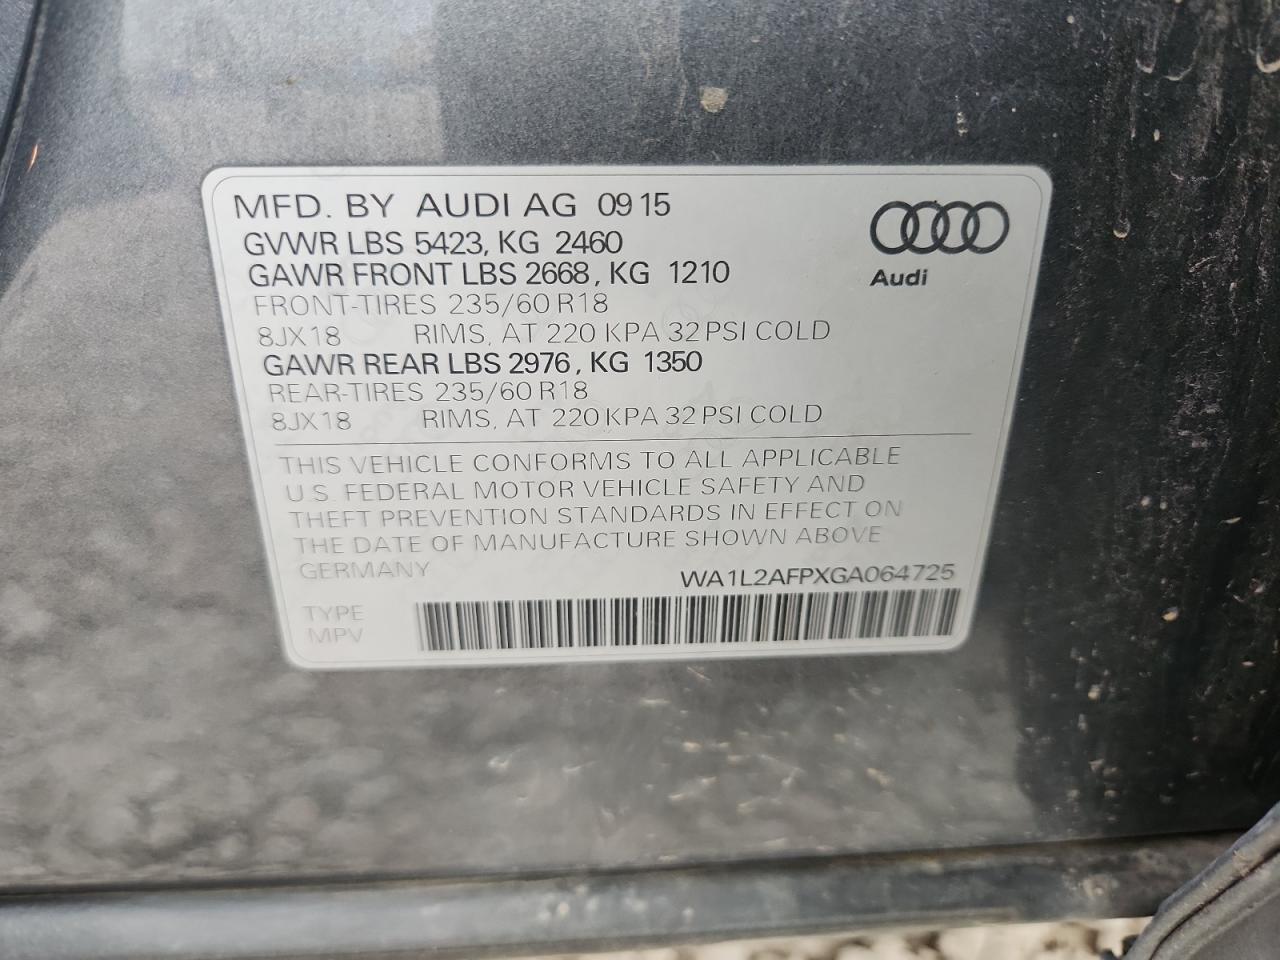 MFD. BY AUDI AG 09 15
GVWR LBS 5423, KG 2460
GAWR FRONT LBS 2668, KG 1210
FRONT-TIRES 235/60 R18
8JX18 RIMS, AT 220 KPA 32 PSI COLD
GAWR REAR LBS 2976, KG 1350
REAR-TIRES 235/60 R18
8JX18 RIMS, AT 220 KPA 32 PSI COLD
Audi
THIS VEHICLE CONFORMS TO ALL APPLICABLE
U.S. FEDERAL MOTOR VEHICLE SAFETY AND
THEFT PREVENTION STANDARDS IN EFFECT ON
THE DATE OF MANUFACTURE SHOWN ABOVE
GERMANY
WA1L2AFPXGA064725
TYPE
MPV